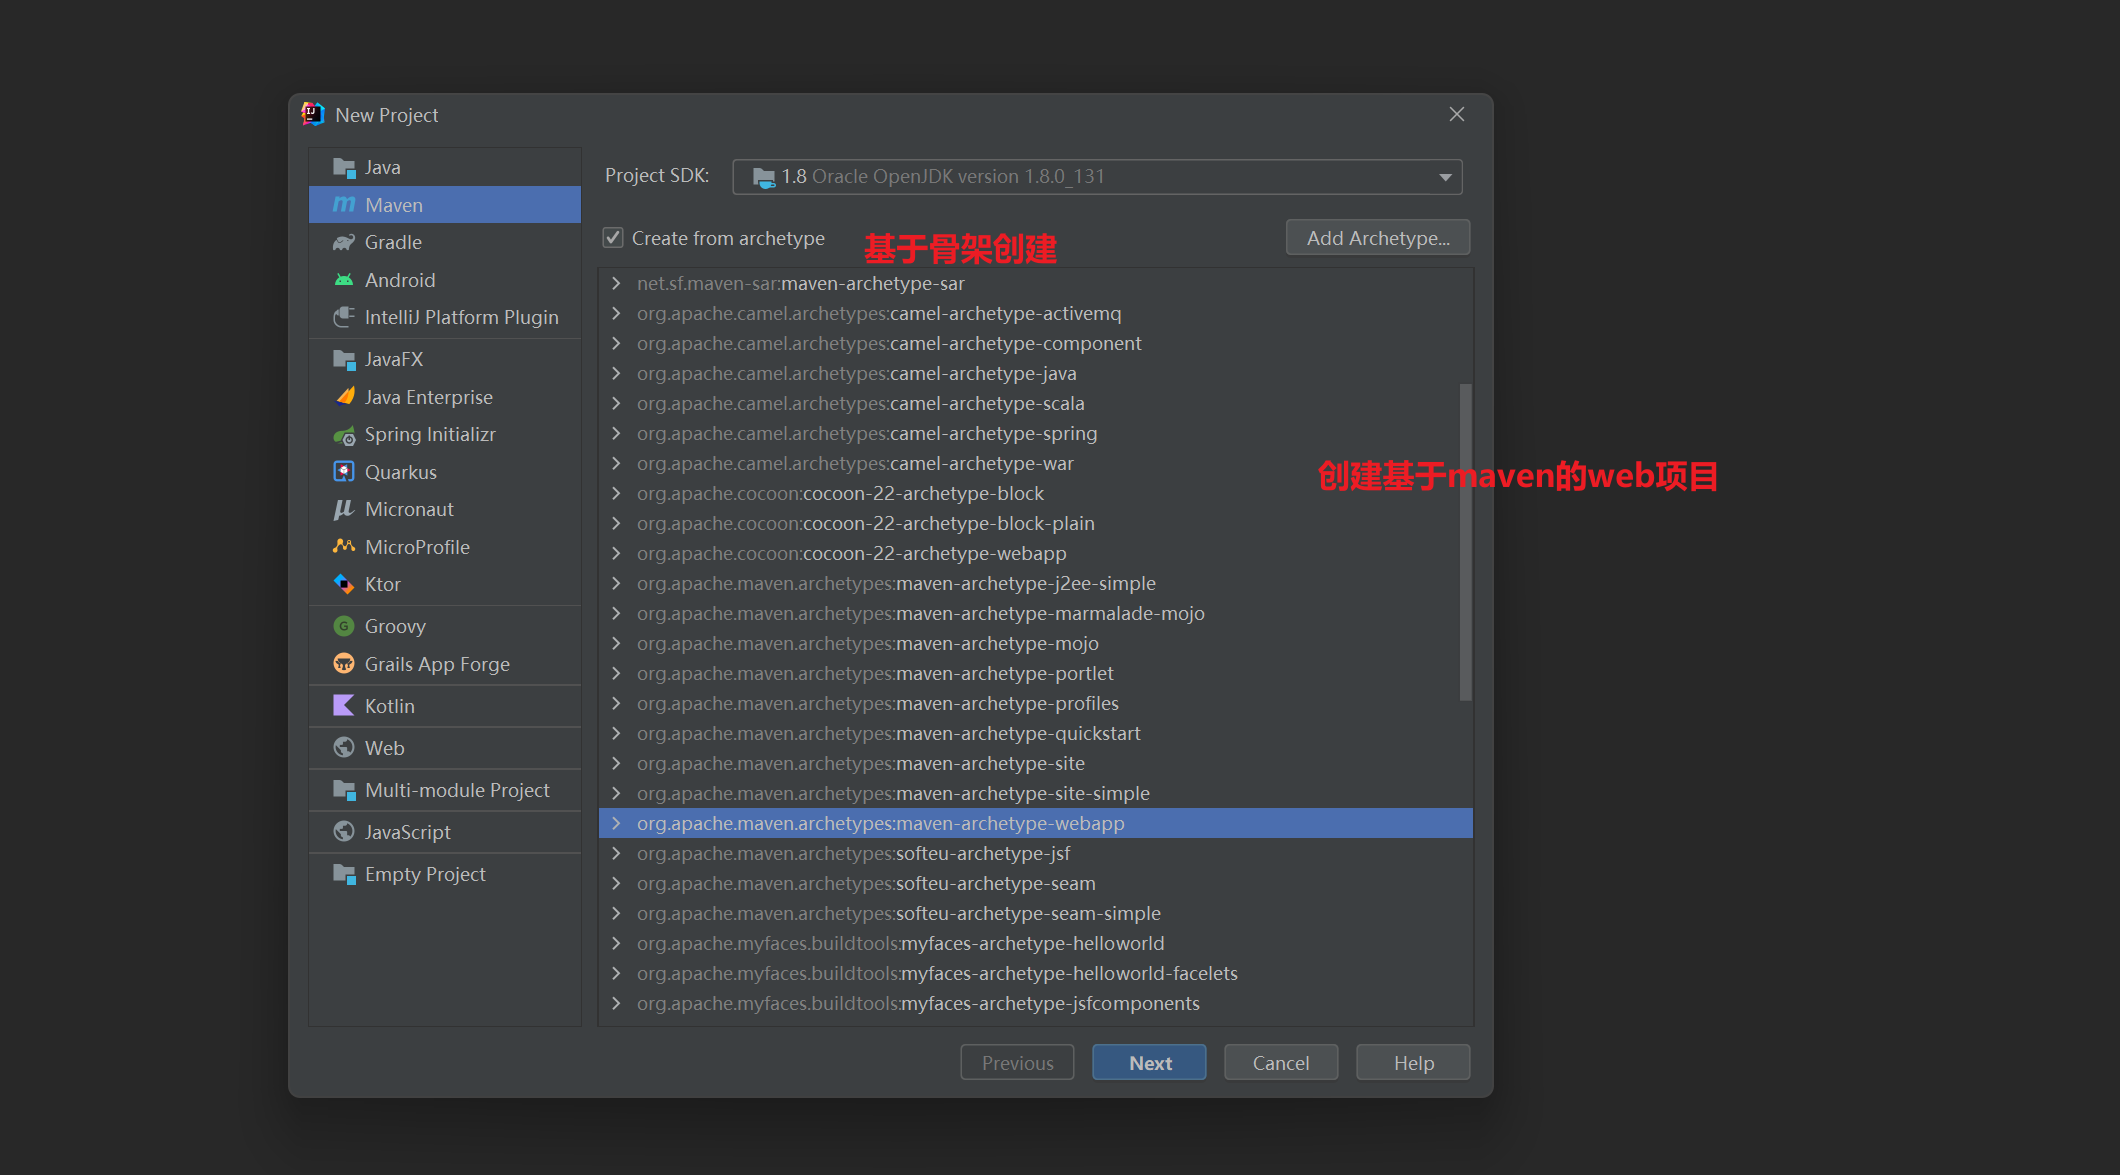 New Project
Java
Maven
Gradle
Android
IntelliJ Platform Plugin
JavaFX
Java Enterprise
Spring Initializr
Quarkus
Micronaut
MicroProfile
Ktor
Groovy
Grails App Forge
Kotlin
Web
Multi-module Project
JavaScript
Empty Project
Project SDK: 1.8 Oracle OpenJDK version 1.8.0_131
Create from archetype 基于骨架创建 Add Archetype...
net.sf.maven-sar:maven-archetype-sar
org.apache.camel.archetypes:camel-archetype-activemq
org.apache.camel.archetypes:camel-archetype-component
org.apache.camel.archetypes:camel-archetype-java
org.apache.camel.archetypes:camel-archetype-scala
org.apache.camel.archetypes:camel-archetype-spring
org.apache.camel.archetypes:camel-archetype-war
创建基于maven的web项目
org.apache.cocoon:cocoon-22-archetype-block
org.apache.cocoon:cocoon-22-archetype-block-plain
org.apache.cocoon:cocoon-22-archetype-webapp
org.apache.maven.archetypes:maven-archetype-j2ee-simple
org.apache.maven.archetypes:maven-archetype-marmalade-mojo
org.apache.maven.archetypes:maven-archetype-mojo
org.apache.maven.archetypes:maven-archetype-portlet
org.apache.maven.archetypes:maven-archetype-profiles
org.apache.maven.archetypes:maven-archetype-quickstart
org.apache.maven.archetypes:maven-archetype-site
org.apache.maven.archetypes:maven-archetype-site-simple
org.apache.maven.archetypes:maven-archetype-webapp
org.apache.maven.archetypes:softeu-archetype-jsf
org.apache.maven.archetypes:softeu-archetype-seam
org.apache.maven.archetypes:softeu-archetype-seam-simple
org.apache.myfaces.buildtools:myfaces-archetype-helloworld
org.apache.myfaces.buildtools:myfaces-archetype-helloworld-facelets
org.apache.myfaces.buildtools:myfaces-archetype-jsfcomponents
Previous Next Cancel Help